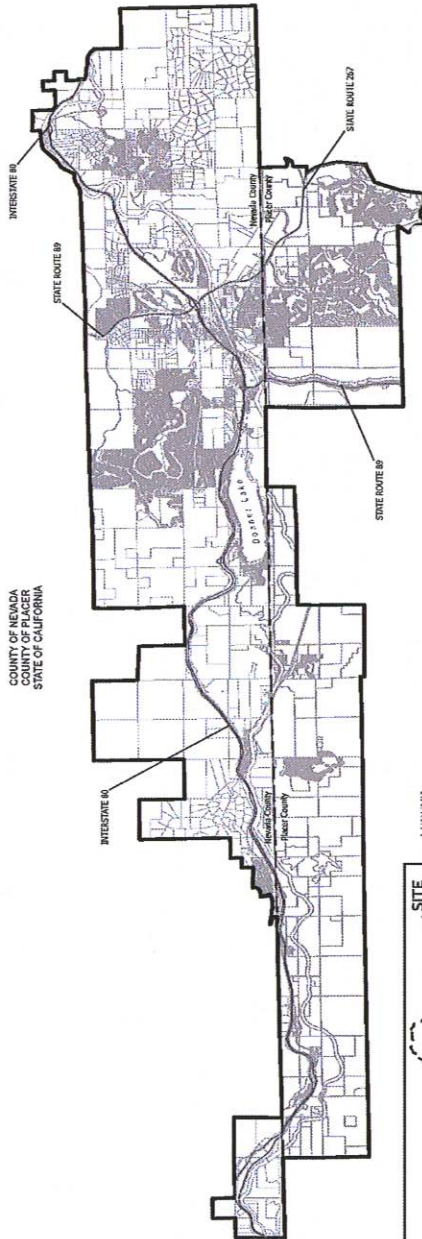 COUNTY OF NEVADA
COUNTY OF PLACER
STATE OF CALIFORNIA
INTERSTATE 80
STATE ROUTE 89
INTERSTATE 80
Nevada County
Placer County
STATE ROUTE 267
Donner Lake
Nevada County
Placer County
STATE ROUTE 89
SITE